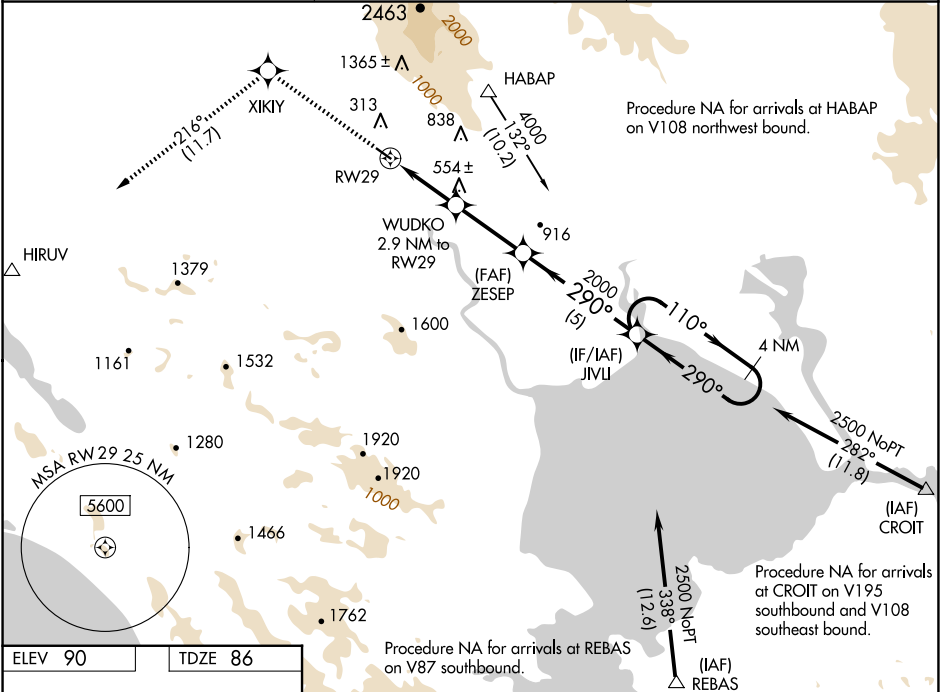 2463
2000
1365 ±
1000
HABAP
XIKIY
313
838
4000
132°
(10.2)
Procedure NA for arrivals at HABAP
on V108 northwest bound.
216°
(11.7)
RW29
554 ±
WUDKO
2.9 NM to
RW29
916
HIRUV
(FAF)
ZESEP
1379
2000
290°
(5)
110°
1600
4 NM
1161
1532
(IF/IAF)
JIVLI
290°
2500 NoPT
282°
(11.8)
1280
1920
1920
1000
MSA RW 29 25 NM
5600
(IAF)
CROIT
1466
2500 NoPT
338°
(12.6)
Procedure NA for arrivals
at CROIT on V195
southbound and V108
southeast bound.
1762
Procedure NA for arrivals at REBAS
on V87 southbound.
(IAF)
REBAS
ELEV 90
TDZE 86